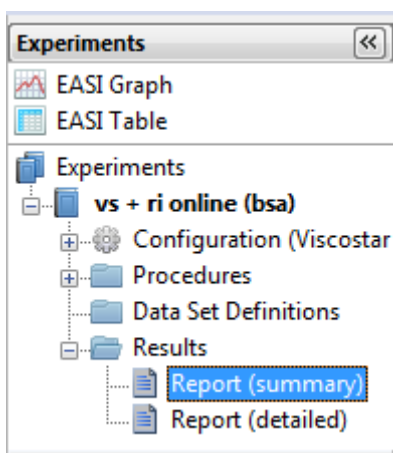 Experiments
EASI Graph
EASI Table
Experiments
vs + ri online (bsa)
Configuration (Viscostar
Procedures
Data Set Definitions
Results
Report (summary)
Report (detailed)